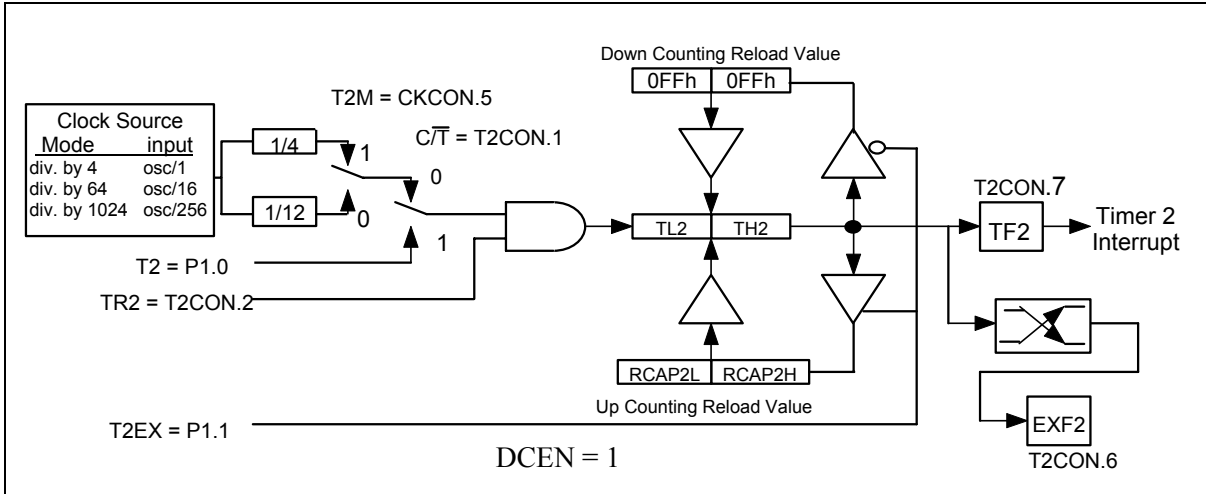 Down Counting Reload Value
0FFh 0FFh
T2M = CKCON.5
Clock Source
Mode input
div. by 4 osc/1
div. by 64 osc/16
div. by 1024 osc/256
1/4
1/12
1
0
C/T̅ = T2CON.1
0
1
T2 = P1.0
TR2 = T2CON.2
TL2 TH2
T2CON.7
TF2
Timer 2
Interrupt
RCAP2L RCAP2H
Up Counting Reload Value
T2EX = P1.1
EXF2
T2CON.6
DCEN = 1